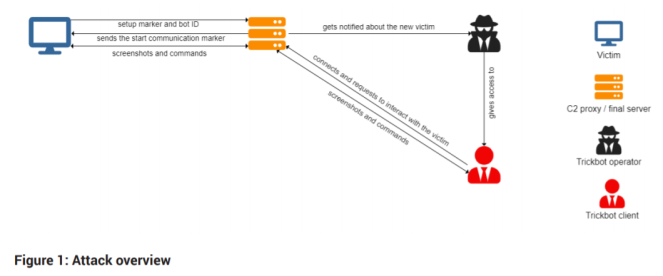 setup marker and bot ID
sends the start communication marker
screenshots and commands
gets notified about the new victim
connects and requests to interact with the victim
screenshots and commands
gives access to
Victim
C2 proxy / final server
Trickbot operator
Trickbot client
Figure 1: Attack overview